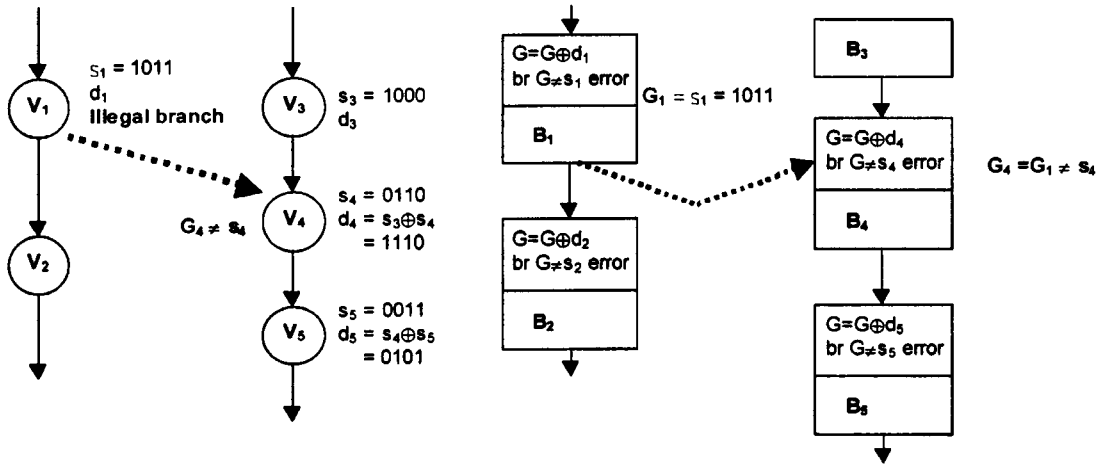 V₁
s₁ = 1011
d₁
Illegal branch
V₂
V₃
s₃ = 1000
d₃
G₄ ≠ s₄
V₄
s₄ = 0110
d₄ = s₃⊕s₄
= 1110
V₅
s₅ = 0011
d₅ = s₄⊕s₅
= 0101
G=G⊕d₁
br G≠s₁ error
B₁
G₁ = s₁ = 1011
G=G⊕d₂
br G≠s₂ error
B₂
B₃
G=G⊕d₄
br G≠s₄ error
B₄
G₄ =G₁ ≠ s₄
G=G⊕d₅
br G≠s₅ error
B₅